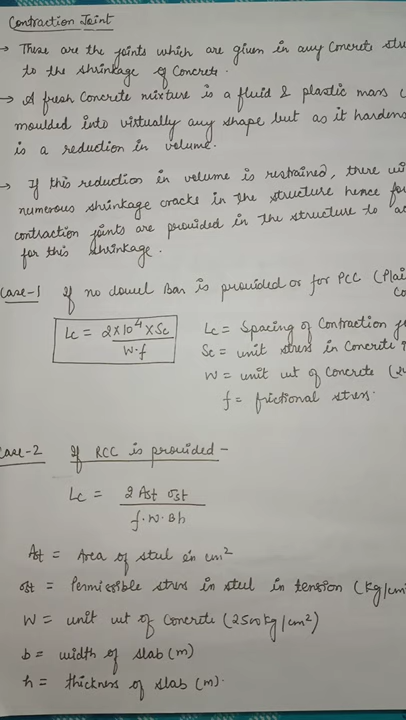 Contraction Joint
→ These are the joints which are given in any Concrete
to the shrinkage of Concrete.
→ A fresh Concrete mixture is a fluid & plastic mass
moulded into virtually any shape but as it hardens
is a reduction in volume.
→ If this reduction in volume is restrained, there
numerous shrinkage cracks in the structure hence
contraction joints are provided in the structure to
for this shrinkage.
Case-1 If no dowel Bar is provided or for PCC
Lc = 2×10⁴×Sc / W·f
Lc = Spacing of Contraction
Sc = unit stress in Concrete
W = unit wt of Concrete
f = frictional stress.
Case-2 If RCC is provided -
Lc = 2 Ast σst / f·W·Bh
Ast = Area of steel in cm²
σst = Permissible stress in steel in tension (kg/cm
W = unit wt of Concrete (2500kg/cm²)
b = width of slab (m)
h = thickness of slab (m).